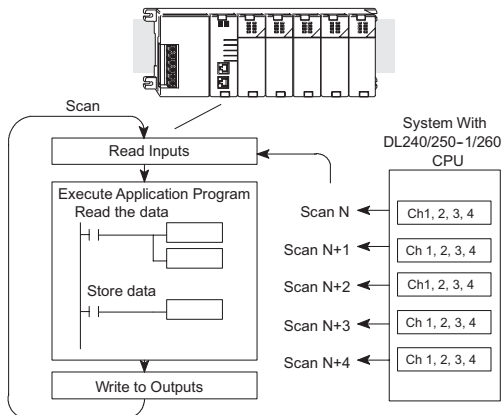 Scan
Read Inputs
Execute Application Program
Read the data
Store data
Write to Outputs
System With
DL240/250-1/260
CPU
Scan N
Ch1, 2, 3, 4
Scan N+1
Ch 1, 2, 3, 4
Scan N+2
Ch1, 2, 3, 4
Scan N+3
Ch 1, 2, 3, 4
Scan N+4
Ch 1, 2, 3, 4